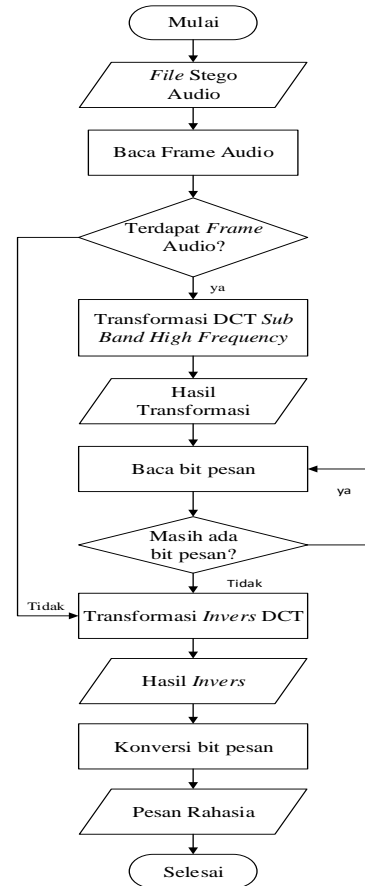 Mulai
File Stego
Audio
Baca Frame Audio
Terdapat Frame
Audio?
ya
Transformasi DCT Sub
Band High Frequency
Hasil
Transformasi
Baca bit pesan
ya
Masih ada
bit pesan?
Tidak
Tidak
Transformasi Invers DCT
Hasil Invers
Konversi bit pesan
Pesan Rahasia
Selesai